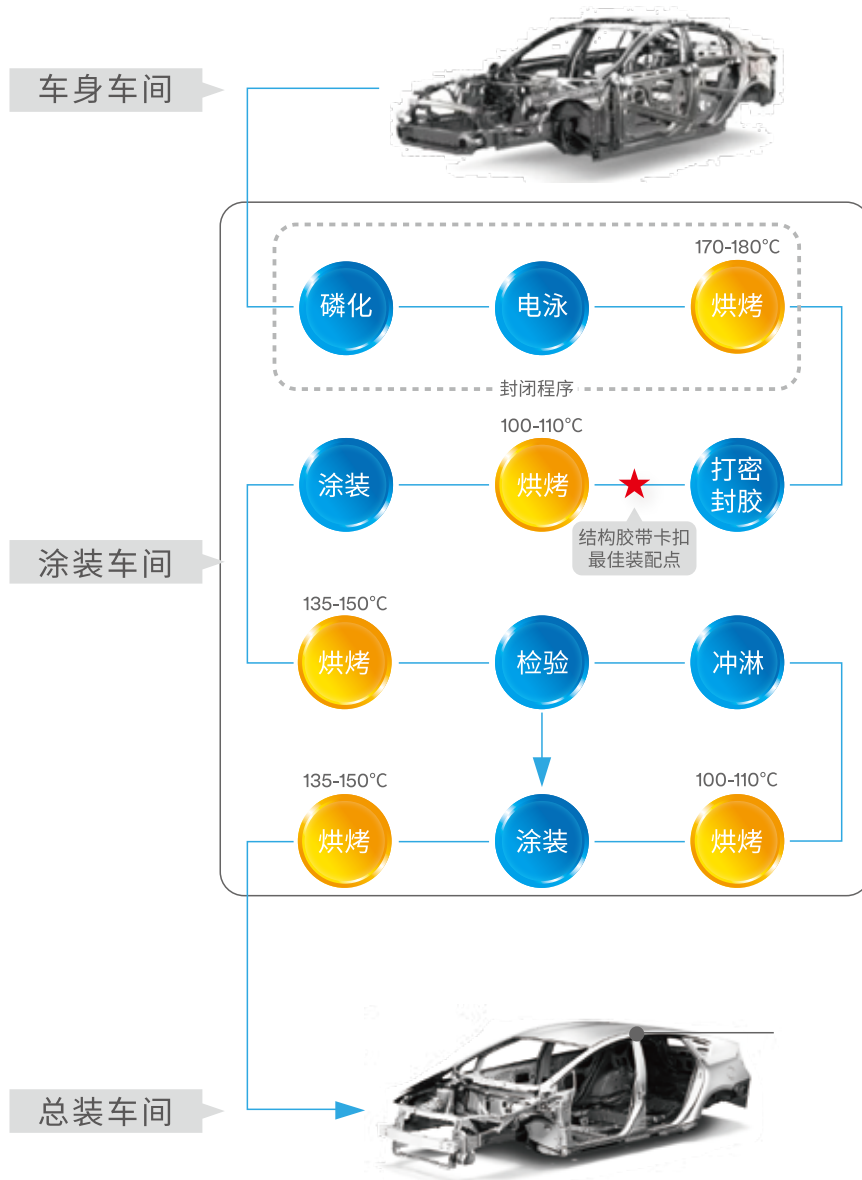 车身车间
170-180°C
磷化
电泳
烘烤
封闭程序
100-110°C
涂装
烘烤
打密
封胶
结构胶带卡扣
最佳装配点
涂装车间
135-150°C
烘烤
检验
冲淋
135-150°C
100-110°C
烘烤
涂装
烘烤
总装车间